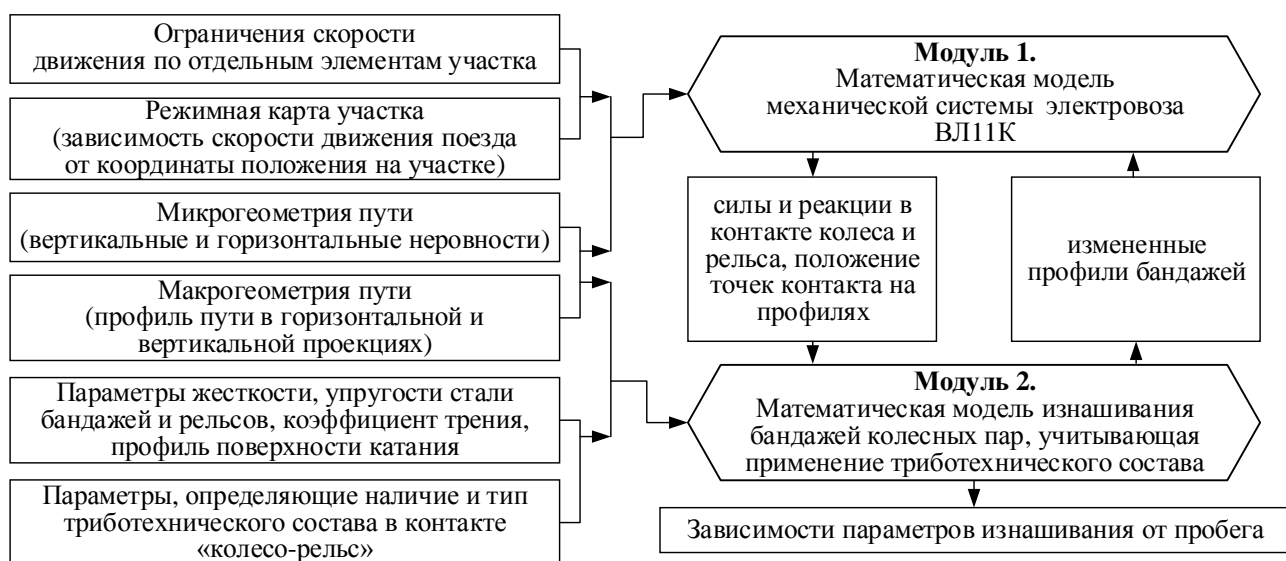 Ограничения скорости
движения по отдельным элементам участка
Режимная карта участка
(зависимость скорости движения поезда
от координаты положения на участке)
Микрогеометрия пути
(вертикальные и горизонтальные неровности)
Макрогеометрия пути
(профиль пути в горизонтальной и
вертикальной проекциях)
Параметры жесткости, упругости стали
бандажей и рельсов, коэффициент трения,
профиль поверхности катания
Параметры, определяющие наличие и тип
триботехнического состава в контакте
«колесо-рельс»
Модуль 1.
Математическая модель
механической системы электровоза
ВЛ11К
силы и реакции в
контакте колеса и
рельса, положение
точек контакта на
профилях
измененные
профили бандажей
Модуль 2.
Математическая модель изнашивания
бандажей колесных пар, учитывающая
применение триботехнического состава
Зависимости параметров изнашивания от пробега